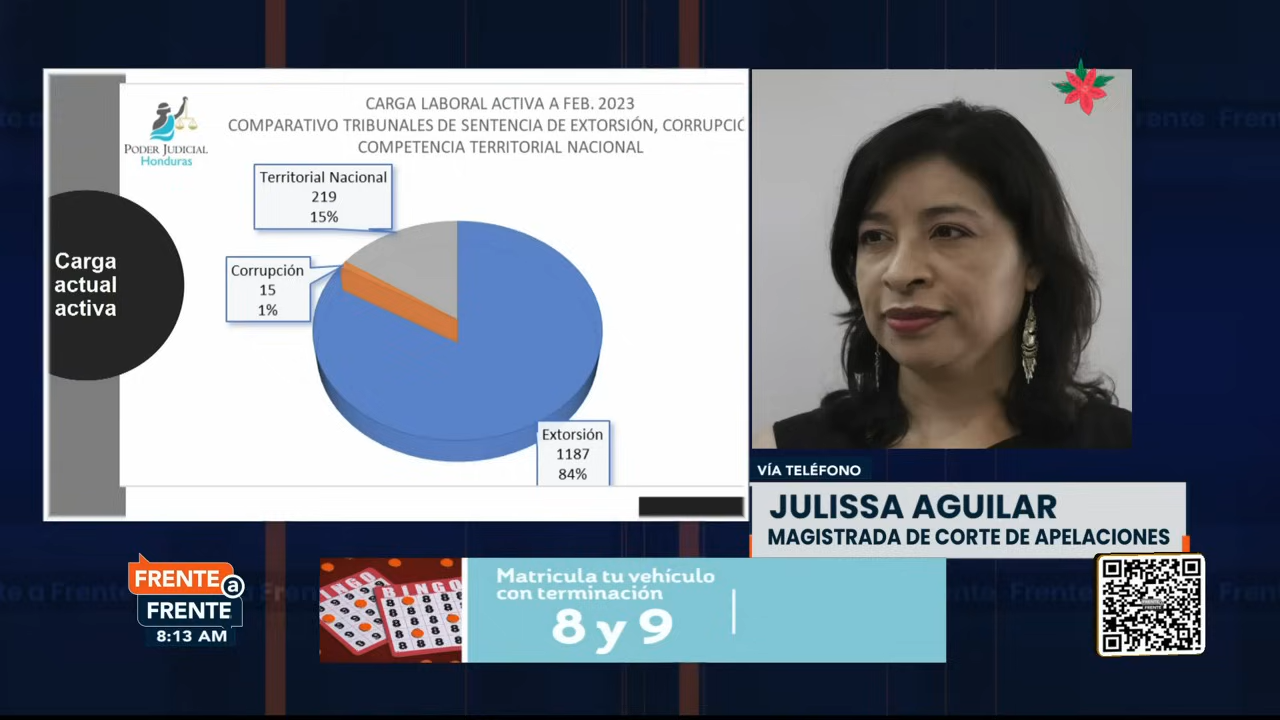 CARGA LABORAL ACTIVA A FEB. 2023
COMPARATIVO TRIBUNALES DE SENTENCIA DE EXTORSIÓN, CORRUPCIÓ
COMPETENCIA TERRITORIAL NACIONAL
PODER JUDICIAL
Honduras
Territorial Nacional
219
15%
Corrupción
15
1%
Carga
actual
activa
Extorsión
1187
84%
VÍA TELÉFONO
JULISSA AGUILAR
MAGISTRADA DE CORTE DE APELACIONES
FRENTE a
FRENTE
8:13 AM
BINGO
Matricula tu vehículo
con terminación
8 y 9